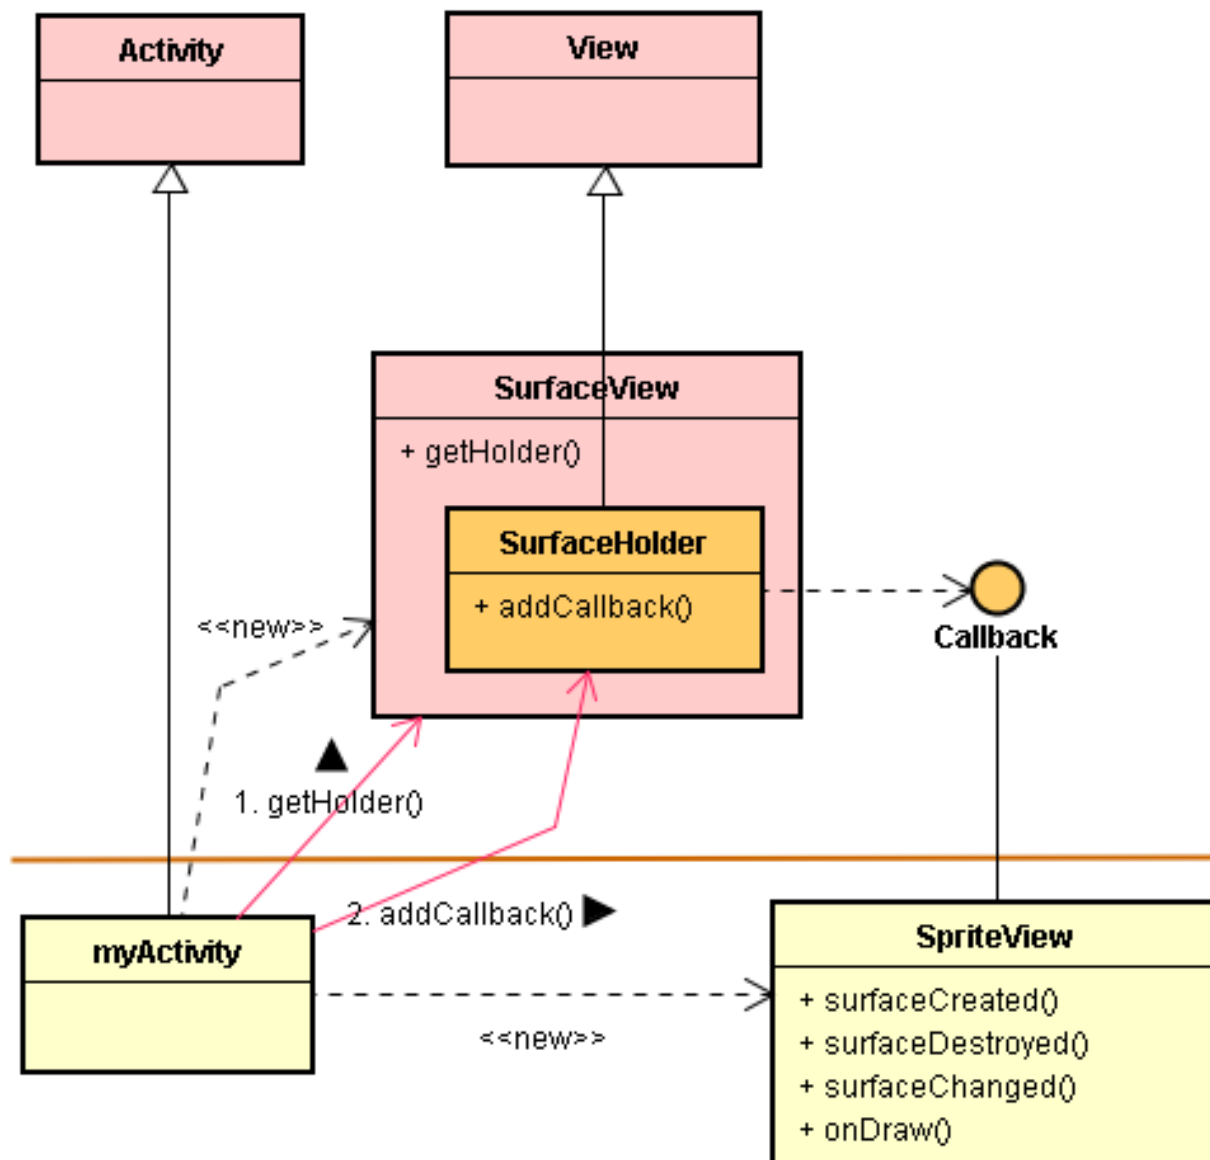 Activity
View
SurfaceView
+ getHolder()
SurfaceHolder
+ addCallback()
<<new>>
Callback
1. getHolder()
2. addCallback()
myActivity
SpriteView
+ surfaceCreated()
+ surfaceDestroyed()
+ surfaceChanged()
+ onDraw()
<<new>>